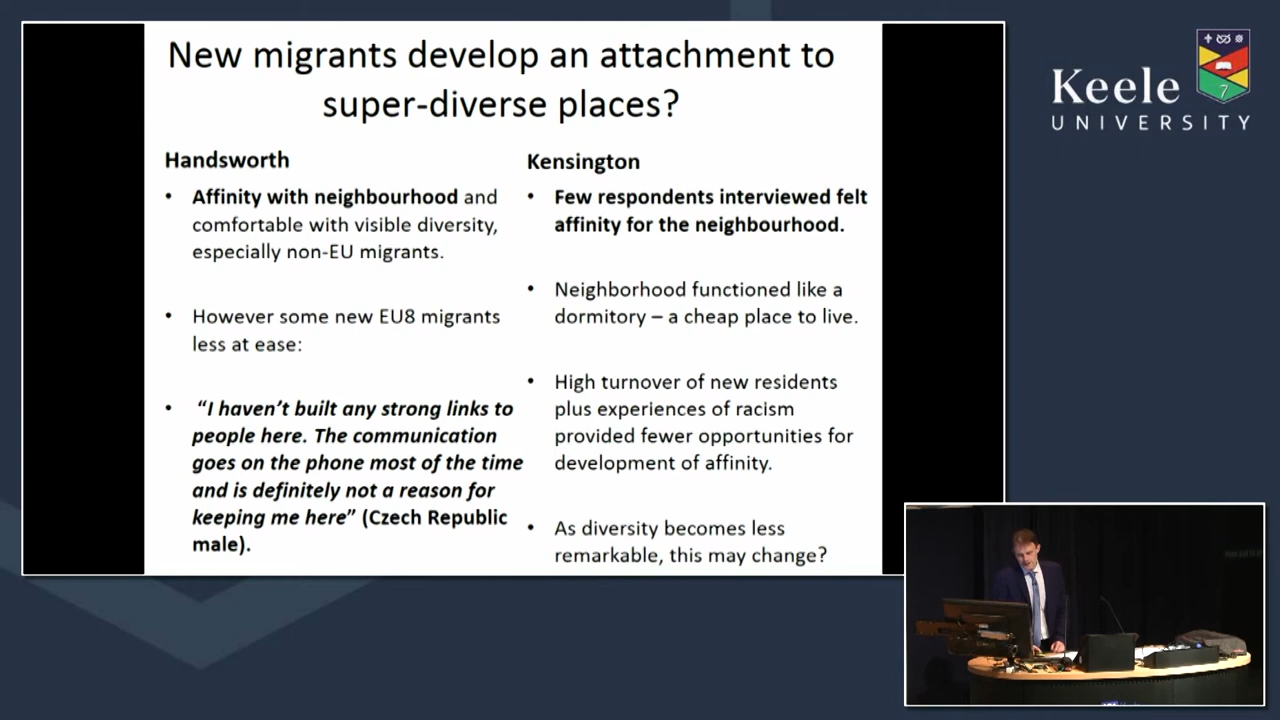 New migrants develop an attachment to
super-diverse places?
Handsworth
• Affinity with neighbourhood and
comfortable with visible diversity,
especially non-EU migrants.
• However some new EU8 migrants
less at ease:
• “I haven’t built any strong links to
people here. The communication
goes on the phone most of the time
and is definitely not a reason for
keeping me here” (Czech Republic
male).
Kensington
• Few respondents interviewed felt
affinity for the neighbourhood.
• Neighborhood functioned like a
dormitory – a cheap place to live.
• High turnover of new residents
plus experiences of racism
provided fewer opportunities for
development of affinity.
• As diversity becomes less
remarkable, this may change?
Keele
UNIVERSITY